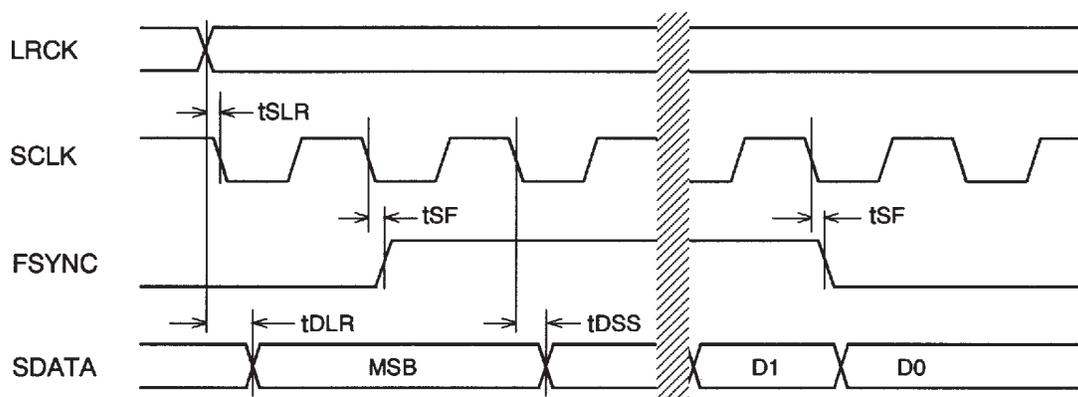 LRCK
tSLR
SCLK
tSF
tSF
FSYNC
tDLR
tDSS
SDATA
MSB
D1
D0